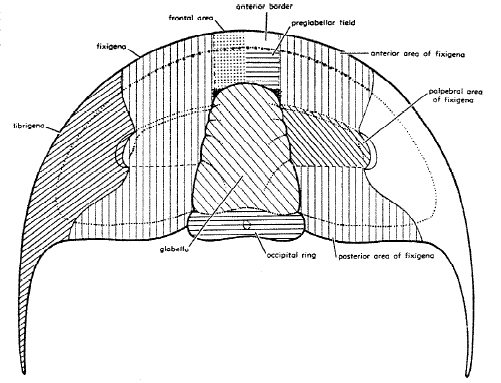 anterior border
frontal area
preglabellar field
fixigena
anterior area of fixigena
palpebral area
of fixigena
librigena
glabella
occipital ring
posterior area of fixigena